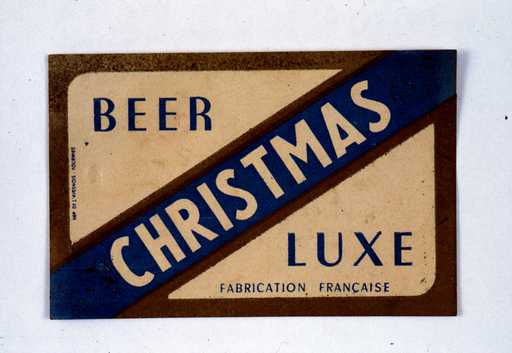 BEER
CHRISTMAS
LUXE
FABRICATION FRANÇAISE